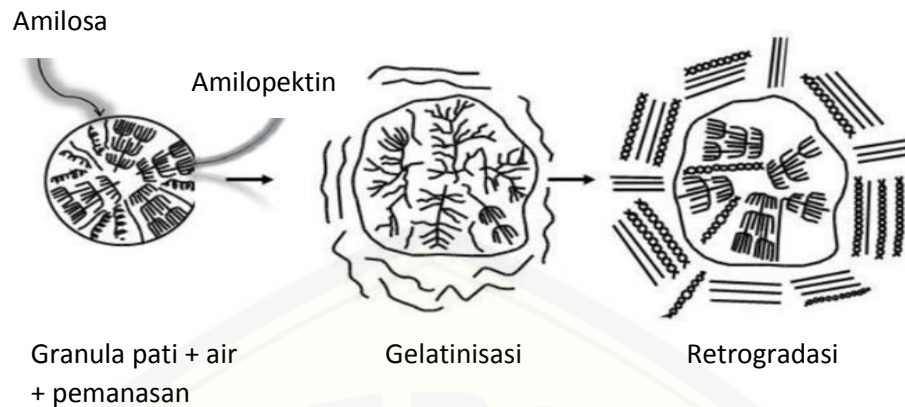 Amilosa
Amilopektin
Granula pati + air
+ pemanasan
Gelatinisasi
Retrogradasi